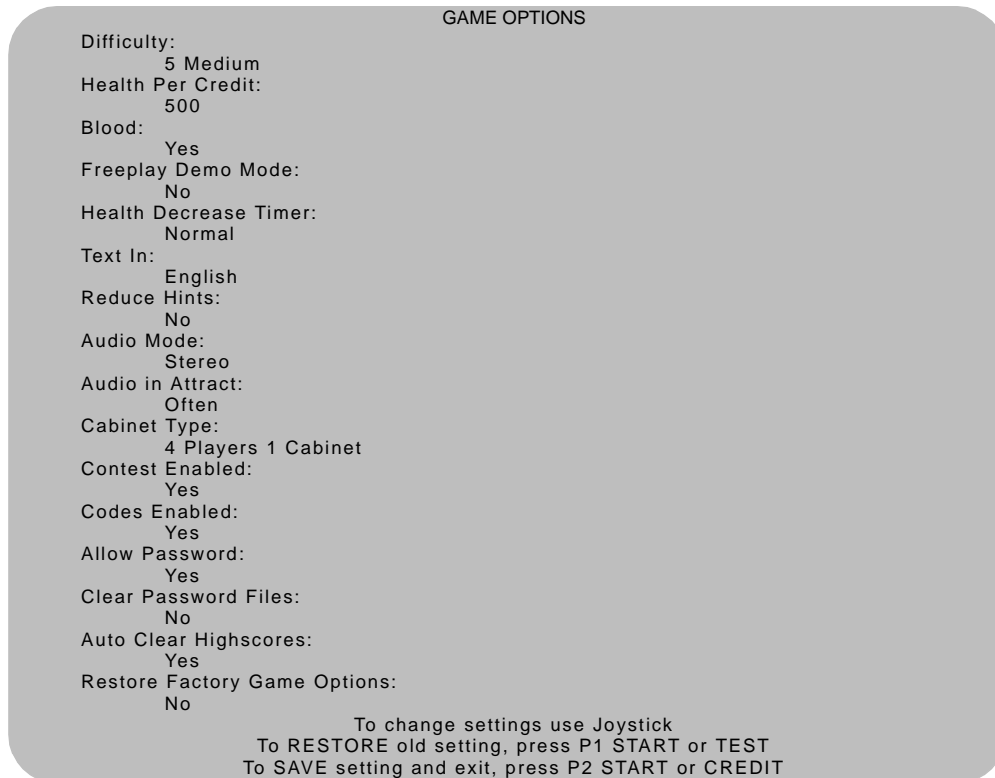 GAME OPTIONS
Difficulty:
5 Medium
Health Per Credit:
500
Blood:
Yes
Freeplay Demo Mode:
No
Health Decrease Timer:
Normal
Text In:
English
Reduce Hints:
No
Audio Mode:
Stereo
Audio in Attract:
Often
Cabinet Type:
4 Players 1 Cabinet
Contest Enabled:
Yes
Codes Enabled:
Yes
Allow Password:
Yes
Clear Password Files:
No
Auto Clear Highscores:
Yes
Restore Factory Game Options:
No
To change settings use Joystick
To RESTORE old setting, press P1 START or TEST
To SAVE setting and exit, press P2 START or CREDIT